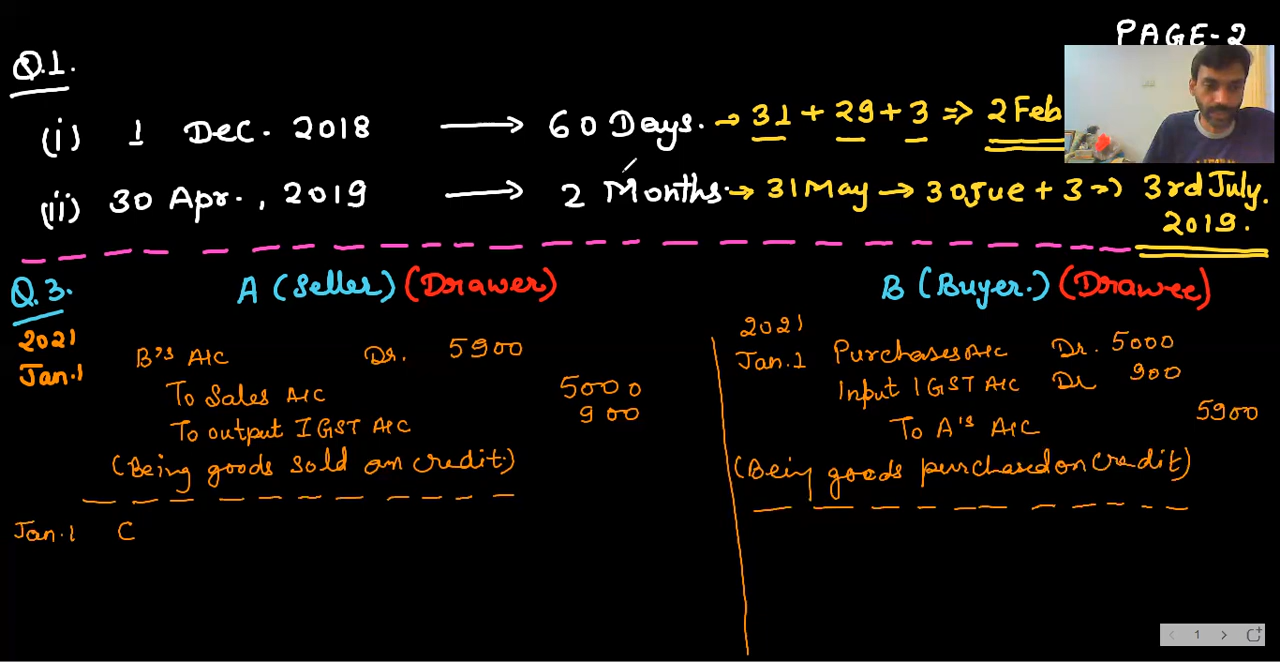 PAGE-2
Q.1.
(i) 1 Dec. 2018 → 60 Days. → 31 + 29 + 3 => 2 Feb
(ii) 30 Apr., 2019 → 2 Months. → 31 May → 30 Jue + 3 => 3rd July.
2019.
Q.3. A (Seller) (Drawer)
2021
Jan.1 B's A/C Dr. 5900
To Sales A/C 5000
To output IGST A/C 900
(Being goods sold on credit)
Jan.1 C
B (Buyer.) (Drawee)
2021
Jan.1 Purchases A/C Dr. 5000
Input IGST A/C Dr 900
To A's A/C 5900
(Being goods purchased on credit)
1